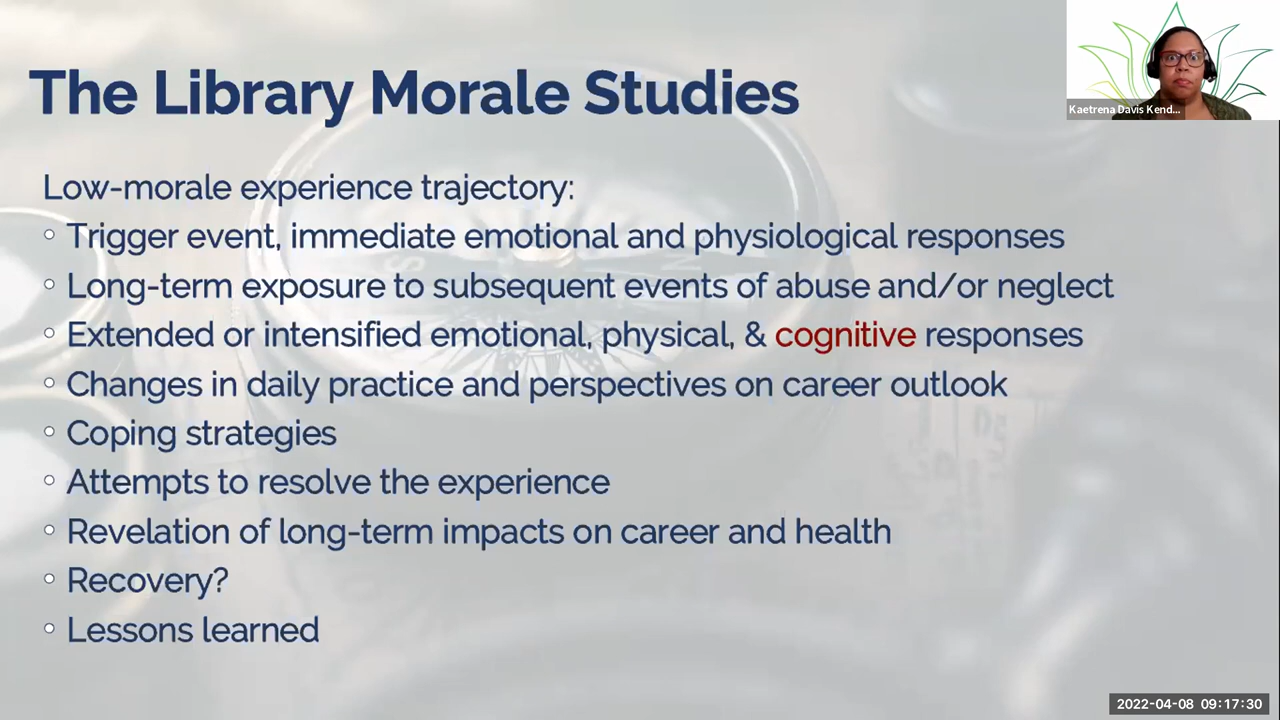 The Library Morale Studies
Kaetrena Davis Kend...
Low-morale experience trajectory:
Trigger event, immediate emotional and physiological responses
Long-term exposure to subsequent events of abuse and/or neglect
Extended or intensified emotional, physical, & cognitive responses
Changes in daily practice and perspectives on career outlook
Coping strategies
Attempts to resolve the experience
Revelation of long-term impacts on career and health
Recovery?
Lessons learned
2022-04-08 09:17:30